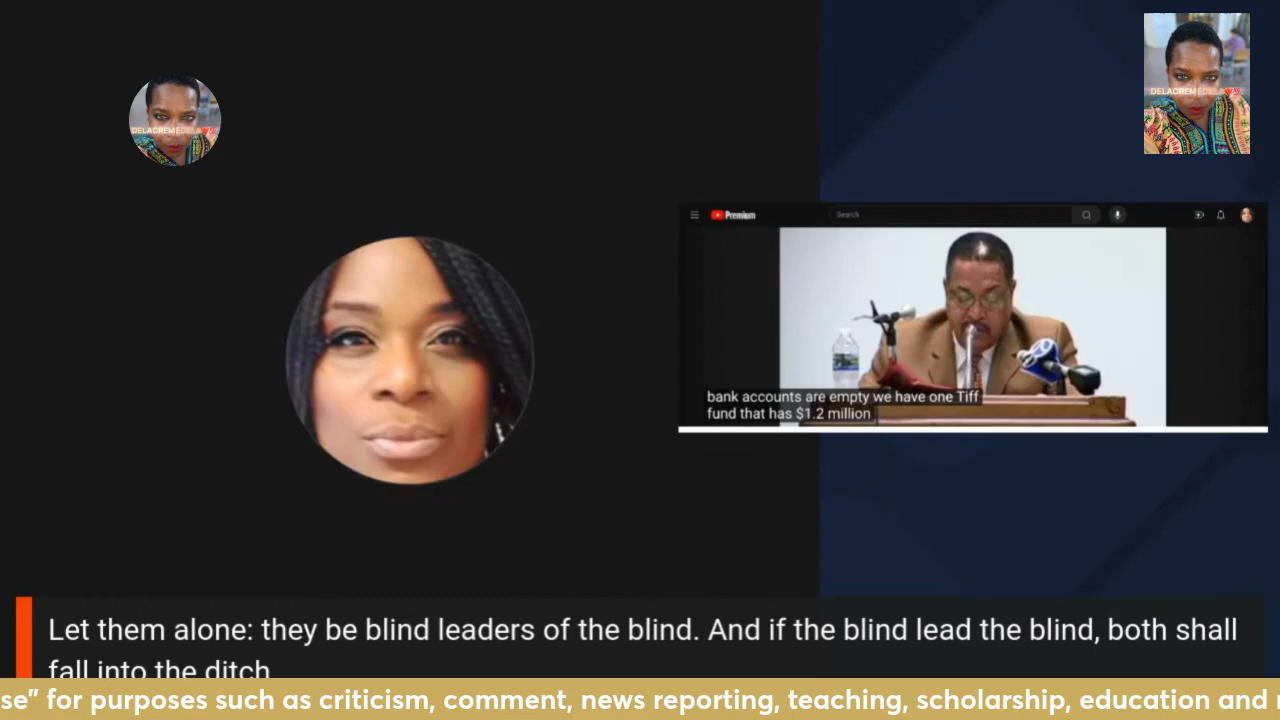 DELACREMEDELA
DELACREMEDELA
Premium
Search
bank accounts are empty we have one Tiff
fund that has $1.2 million
Let them alone: they be blind leaders of the blind. And if the blind lead the blind, both shall
fall into the ditch
se” for purposes such as criticism, comment, news reporting, teaching, scholarship, education and